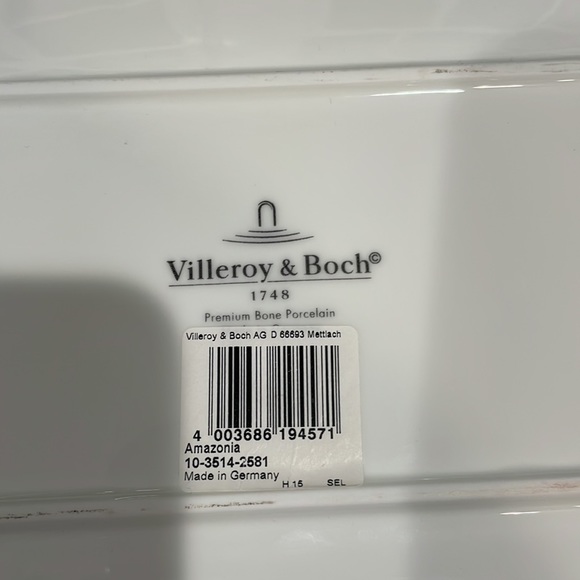 Villeroy & Boch©
1748
Premium Bone Porcelain
Villeroy & Boch AG D 66693 Mettlach
4 003686 194571
Amazonia
10-3514-2581
Made in Germany
H 15 SEL